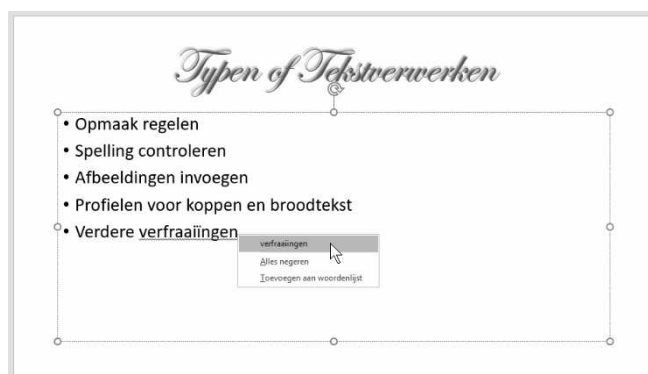 Typen of Tekstverwerken
• Opmaak regelen
• Spelling controleren
• Afbeeldingen invoegen
• Profielen voor koppen en broodtekst
• Verdere verfraaiïngen
verfraaiingen
Alles negeren
Toevoegen aan woordenlijst